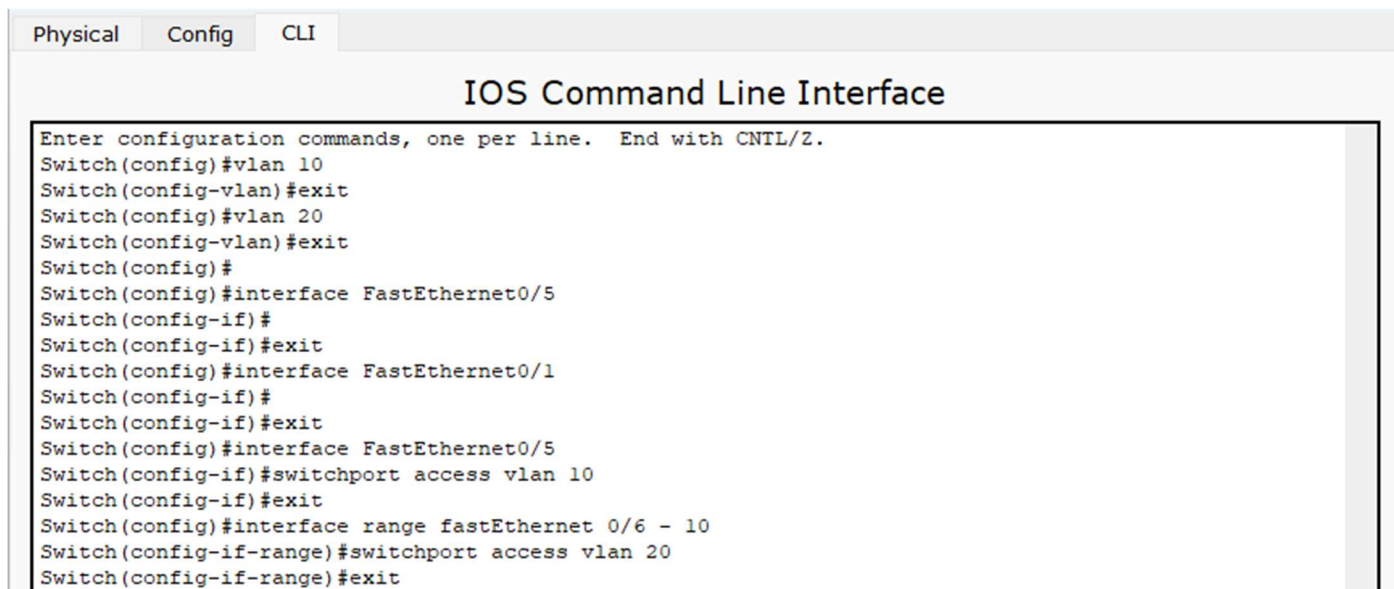 Physical Config CLI
IOS Command Line Interface
Enter configuration commands, one per line.  End with CNTL/Z.
Switch(config)#vlan 10
Switch(config-vlan)#exit
Switch(config)#vlan 20
Switch(config-vlan)#exit
Switch(config)#
Switch(config)#interface FastEthernet0/5
Switch(config-if)#
Switch(config-if)#exit
Switch(config)#interface FastEthernet0/1
Switch(config-if)#
Switch(config-if)#exit
Switch(config)#interface FastEthernet0/5
Switch(config-if)#switchport access vlan 10
Switch(config-if)#exit
Switch(config)#interface range fastEthernet 0/6 - 10
Switch(config-if-range)#switchport access vlan 20
Switch(config-if-range)#exit